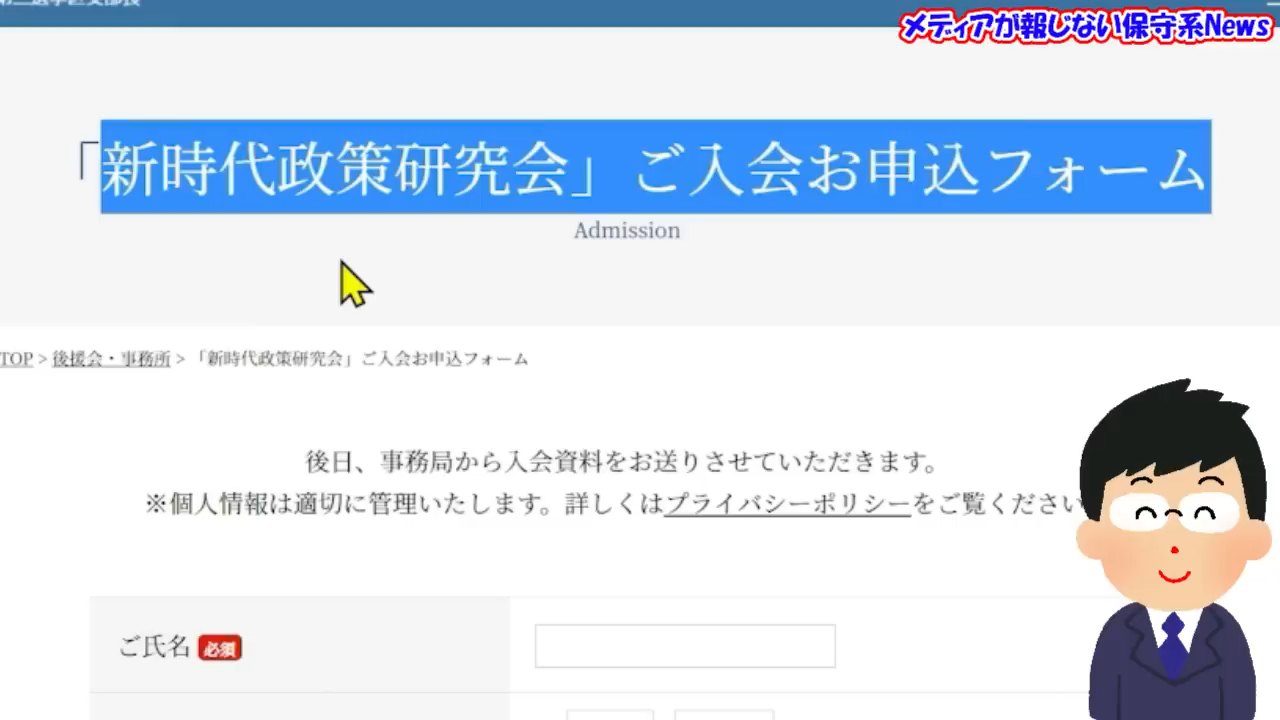 メディアが報じない保守系News
「新時代政策研究会」ご入会お申込フォーム
Admission
TOP > 後援会・事務所 > 「新時代政策研究会」ご入会お申込フォーム
後日、事務局から入会資料をお送りさせていただきます。
※個人情報は適切に管理いたします。詳しくはプライバシーポリシーをご覧ください
ご氏名 必須